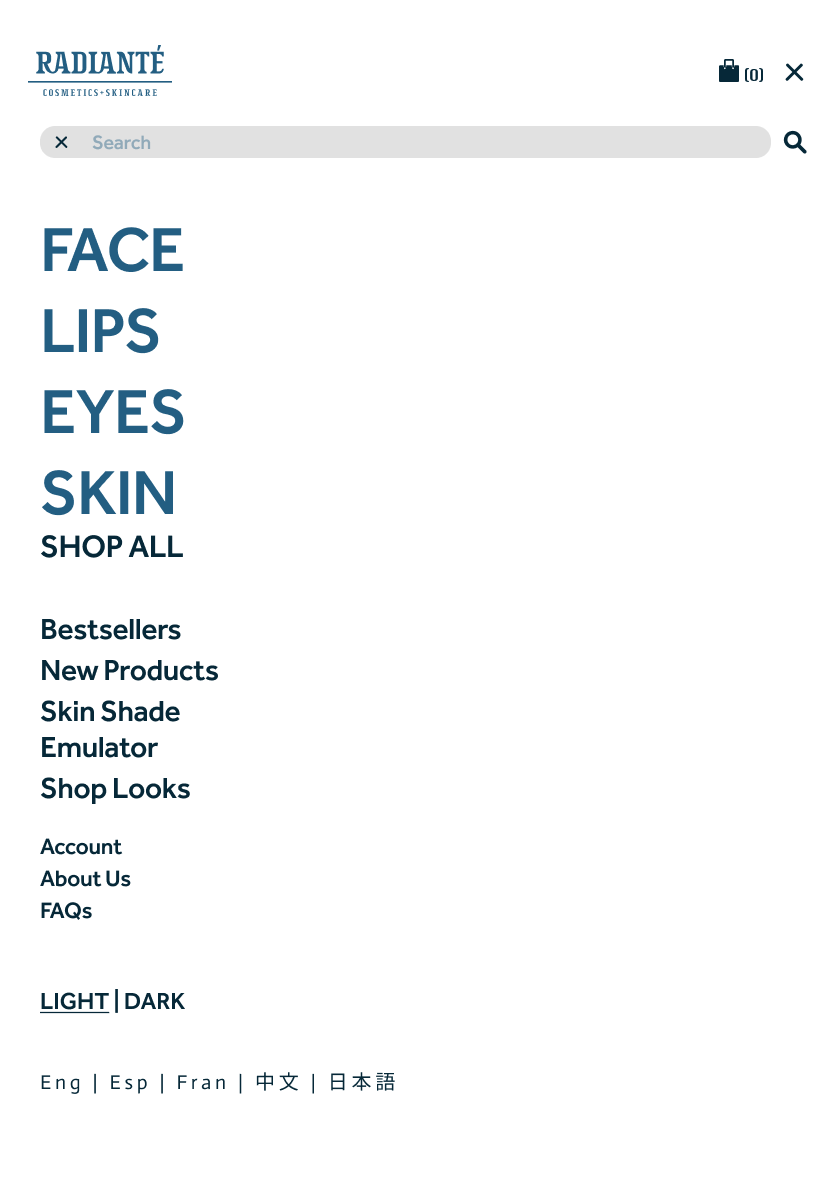 RADIANTÉ
COSMETICS+SKINCARE
(0)
Search
FACE
LIPS
EYES
SKIN
SHOP ALL
Bestsellers
New Products
Skin Shade
Emulator
Shop Looks
Account
About Us
FAQs
LIGHT | DARK
Eng | Esp | Fran | 中文 | 日本語